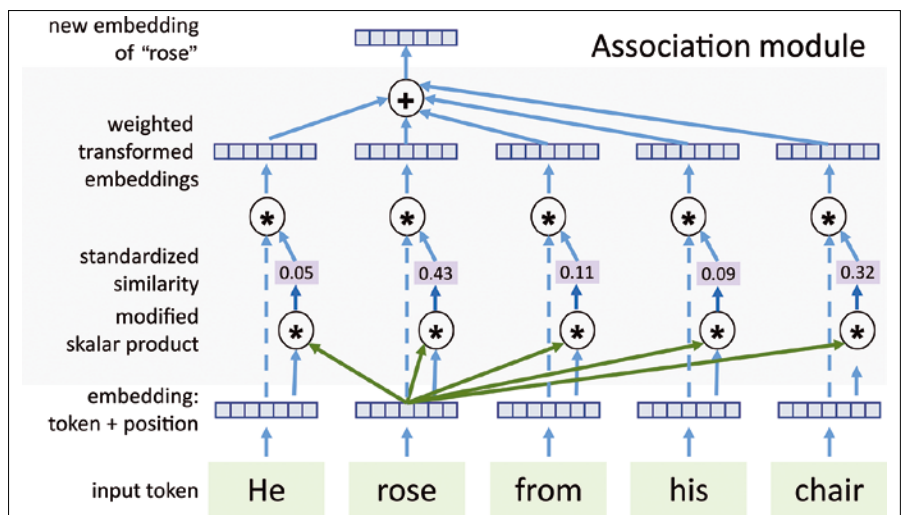 new embedding
of "rose"
Association module
+
weighted
transformed
embeddings
* * * * *
standardized
similarity
0.05 0.43 0.11 0.09 0.32
modified
skalar product
* * * * *
embedding:
token + position
input token
He rose from his chair